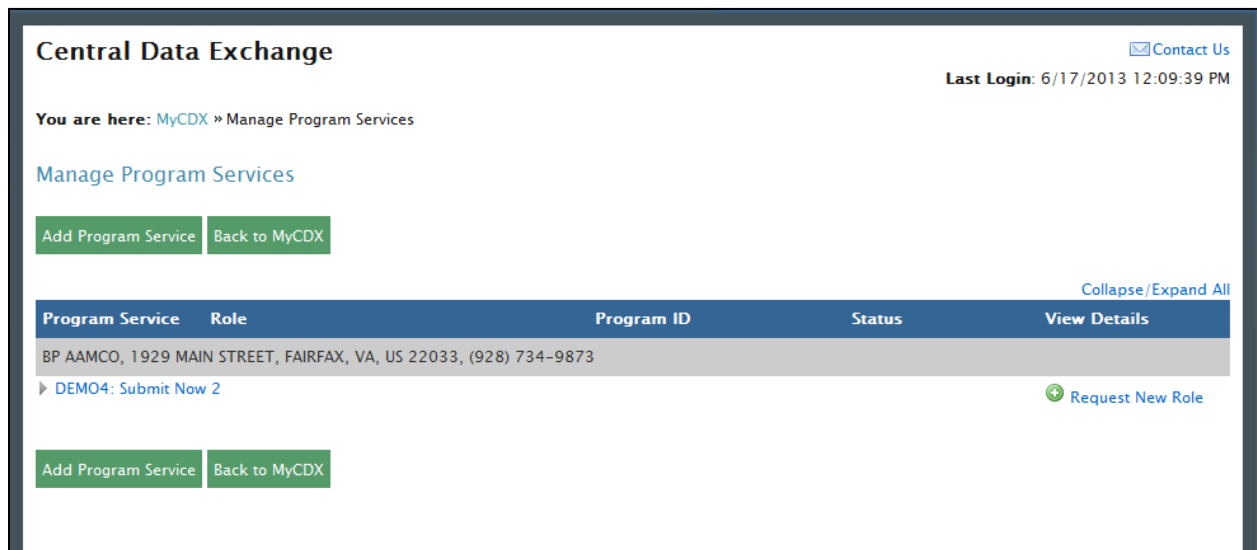 Central Data Exchange
Contact Us
Last Login: 6/17/2013 12:09:39 PM
You are here: MyCDX » Manage Program Services
Manage Program Services
Add Program Service Back to MyCDX
Collapse/Expand All
Program Service Role Program ID Status View Details
BP AAMCO, 1929 MAIN STREET, FAIRFAX, VA, US 22033, (928) 734-9873
DEMO4: Submit Now 2 Request New Role
Add Program Service Back to MyCDX